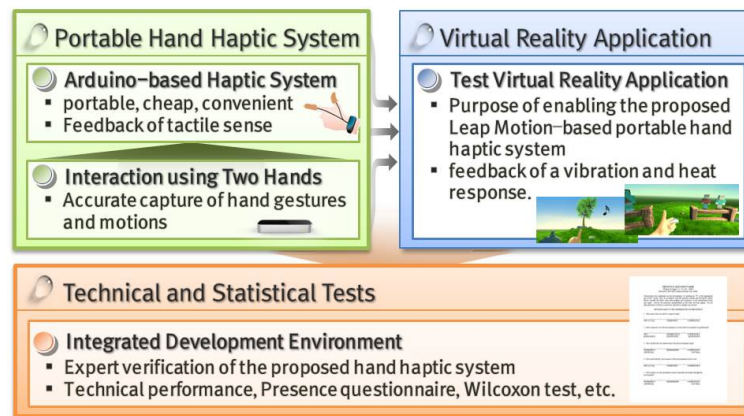 Portable Hand Haptic System
Arduino-based Haptic System
▪ portable, cheap, convenient
▪ Feedback of tactile sense
Interaction using Two Hands
▪ Accurate capture of hand gestures
and motions
Virtual Reality Application
Test Virtual Reality Application
▪ Purpose of enabling the proposed
Leap Motion-based portable hand
haptic system
▪ feedback of a vibration and heat
response.
Technical and Statistical Tests
Integrated Development Environment
▪ Expert verification of the proposed hand haptic system
▪ Technical performance, Presence questionnaire, Wilcoxon test, etc.